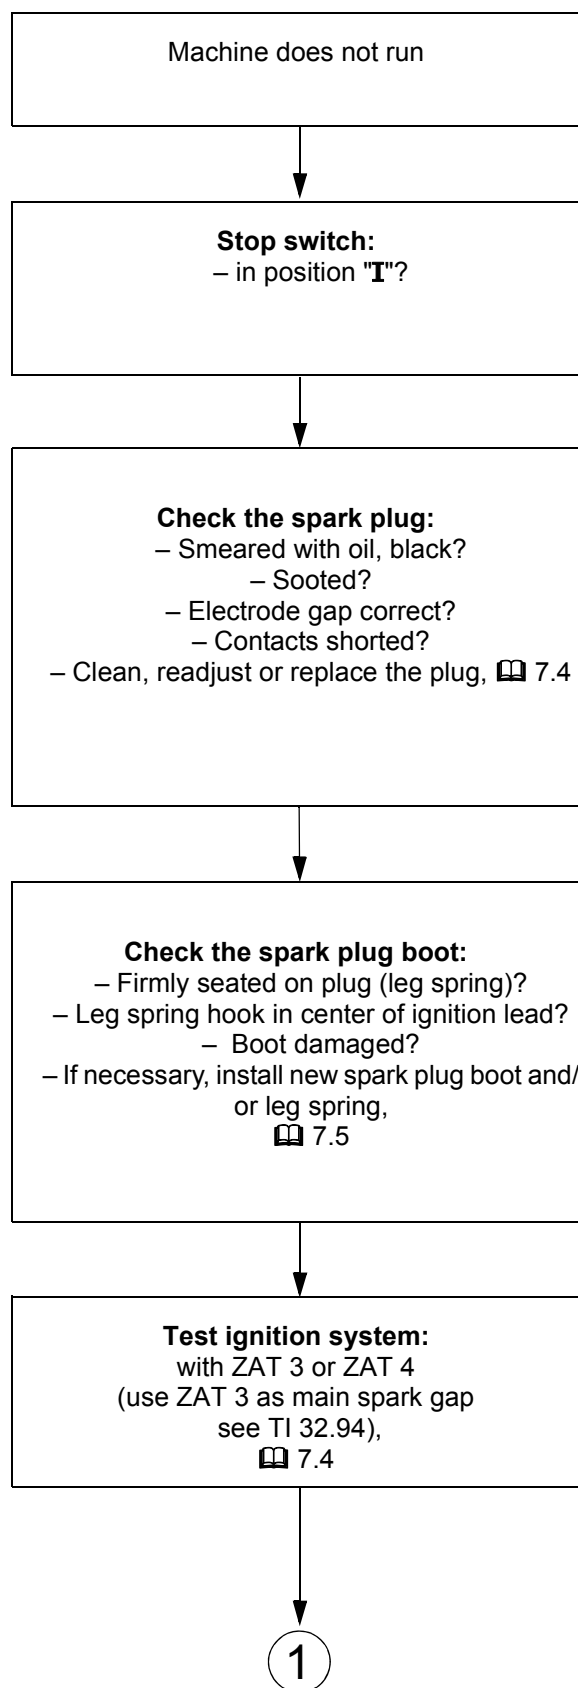 Machine does not run
Stop switch:
– in position "I"?
Check the spark plug:
– Smeared with oil, black?
– Sooted?
– Electrode gap correct?
– Contacts shorted?
– Clean, readjust or replace the plug, 🕮 7.4
Check the spark plug boot:
– Firmly seated on plug (leg spring)?
– Leg spring hook in center of ignition lead?
– Boot damaged?
– If necessary, install new spark plug boot and/
or leg spring,
🕮 7.5
Test ignition system:
with ZAT 3 or ZAT 4
(use ZAT 3 as main spark gap
see TI 32.94),
🕮 7.4
1